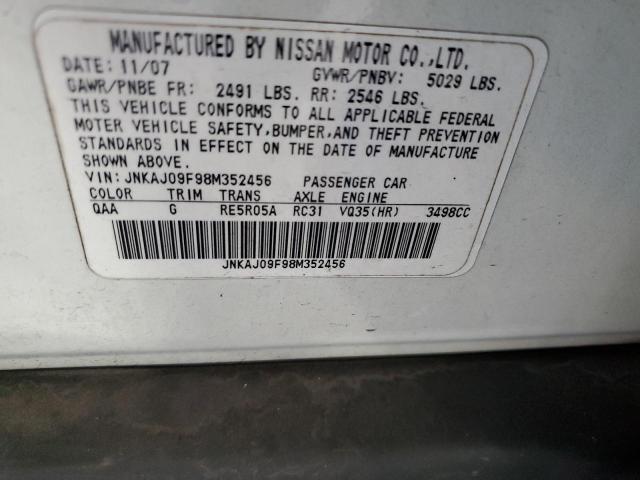 MANUFACTURED BY NISSAN MOTOR CO.,LTD.
DATE: 11/07 GVWR/PNBV: 5029 LBS.
GAWR/PNBE FR: 2491 LBS. RR: 2546 LBS.
THIS VEHICLE CONFORMS TO ALL APPLICABLE FEDERAL
MOTER VEHICLE SAFETY,BUMPER,AND THEFT PREVENTION
STANDARDS IN EFFECT ON THE DATE OF MANUFACTURE
SHOWN ABOVE.
VIN: JNKAJ09F98M352456 PASSENGER CAR
COLOR TRIM TRANS AXLE ENGINE
QAA G RE5R05A RC31 VQ35(HR) 3498CC
JNKAJ09F98M352456